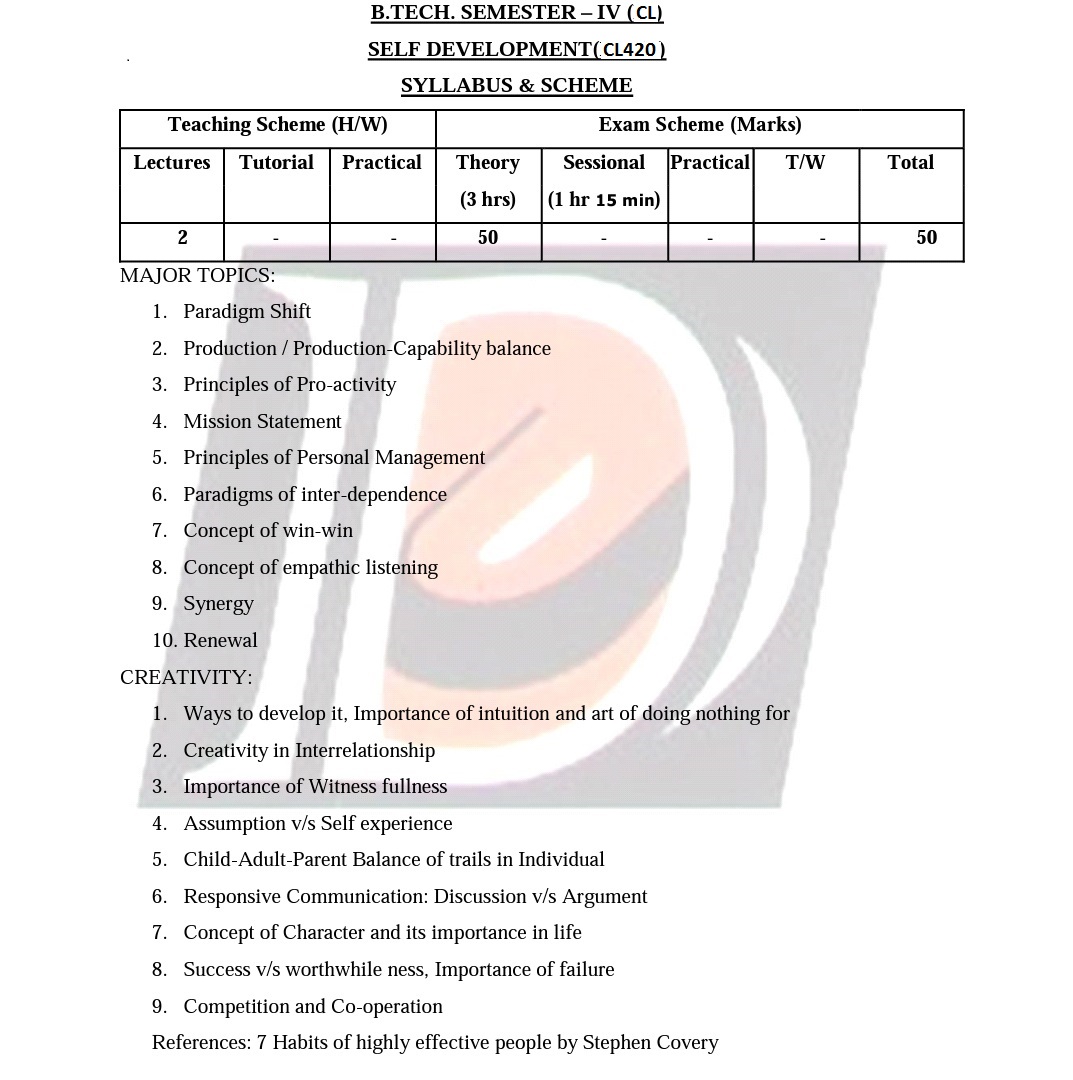 B.TECH. SEMESTER – IV (CL)
SELF DEVELOPMENT(CL420)
SYLLABUS & SCHEME
Teaching Scheme (H/W) Exam Scheme (Marks)
Lectures Tutorial Practical Theory Sessional Practical T/W Total
(3 hrs) (1 hr 15 min)
2 - - 50 - - - 50
MAJOR TOPICS:
1. Paradigm Shift
2. Production / Production-Capability balance
3. Principles of Pro-activity
4. Mission Statement
5. Principles of Personal Management
6. Paradigms of inter-dependence
7. Concept of win-win
8. Concept of empathic listening
9. Synergy
10. Renewal
CREATIVITY:
1. Ways to develop it, Importance of intuition and art of doing nothing for
2. Creativity in Interrelationship
3. Importance of Witness fullness
4. Assumption v/s Self experience
5. Child-Adult-Parent Balance of trails in Individual
6. Responsive Communication: Discussion v/s Argument
7. Concept of Character and its importance in life
8. Success v/s worthwhile ness, Importance of failure
9. Competition and Co-operation
References: 7 Habits of highly effective people by Stephen Covery